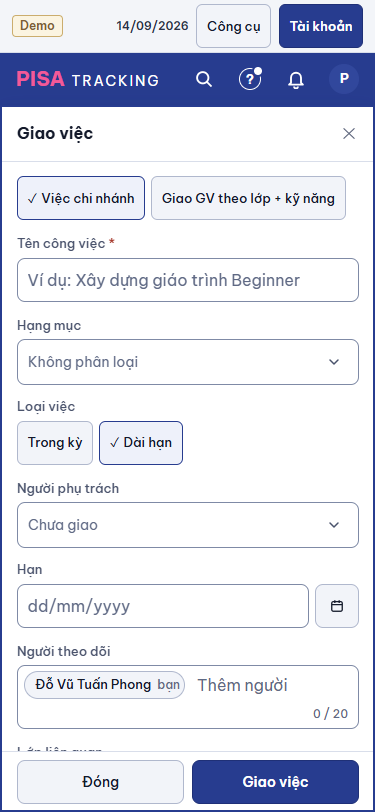 Demo 14/09/2026 Công cụ Tài khoản
PISA TRACKING ? P
Giao việc
✓ Việc chi nhánh Giao GV theo lớp + kỹ năng
Tên công việc *
Ví dụ: Xây dựng giáo trình Beginner
Hạng mục
Không phân loại
Loại việc
Trong kỳ ✓ Dài hạn
Người phụ trách
Chưa giao
Hạn
dd/mm/yyyy
Người theo dõi
Đỗ Vũ Tuấn Phong bạn Thêm người
0 / 20
Lớp liên quan
Đóng Giao việc